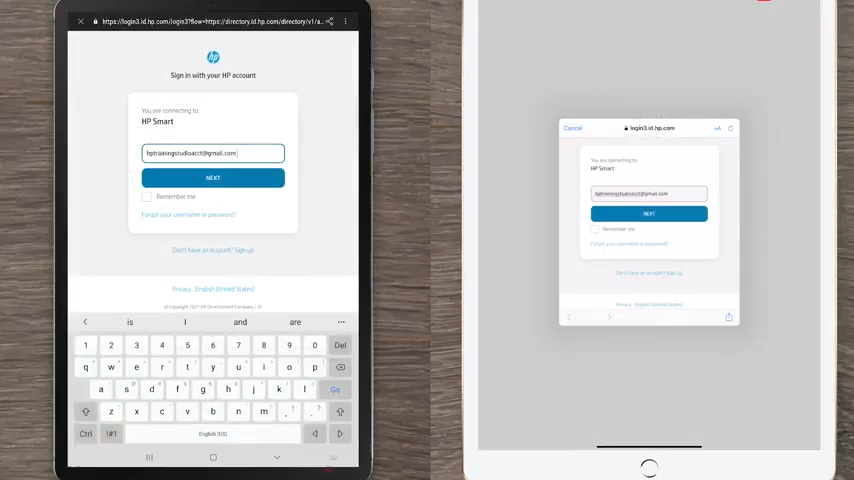 https://login3.id.hp.com/login3?flow=https://directory.id.hp.com/directory/v1/a...
hp
Sign in with your HP account
You are connecting to:
HP Smart
hptrainingstudioacct@gmail.com
NEXT
Remember me
Forgot your username or password?
Don't have an account? Sign up
Privacy English (United States)
© Copyright 2021 HP Development Company, L.P.
is I and are
1 2 3 4 5 6 7 8 9 0 Del
q w e r t y u i o p
a s d f g h j k l Go
z x c v b n m , ! . ?
Ctrl !#1 English (US)
Cancel login3.id.hp.com AA
You are connecting to:
HP Smart
hptrainingstudioacct@gmail.com
NEXT
Remember me
Forgot your username or password?
Don't have an account? Sign up
Privacy English (United States)